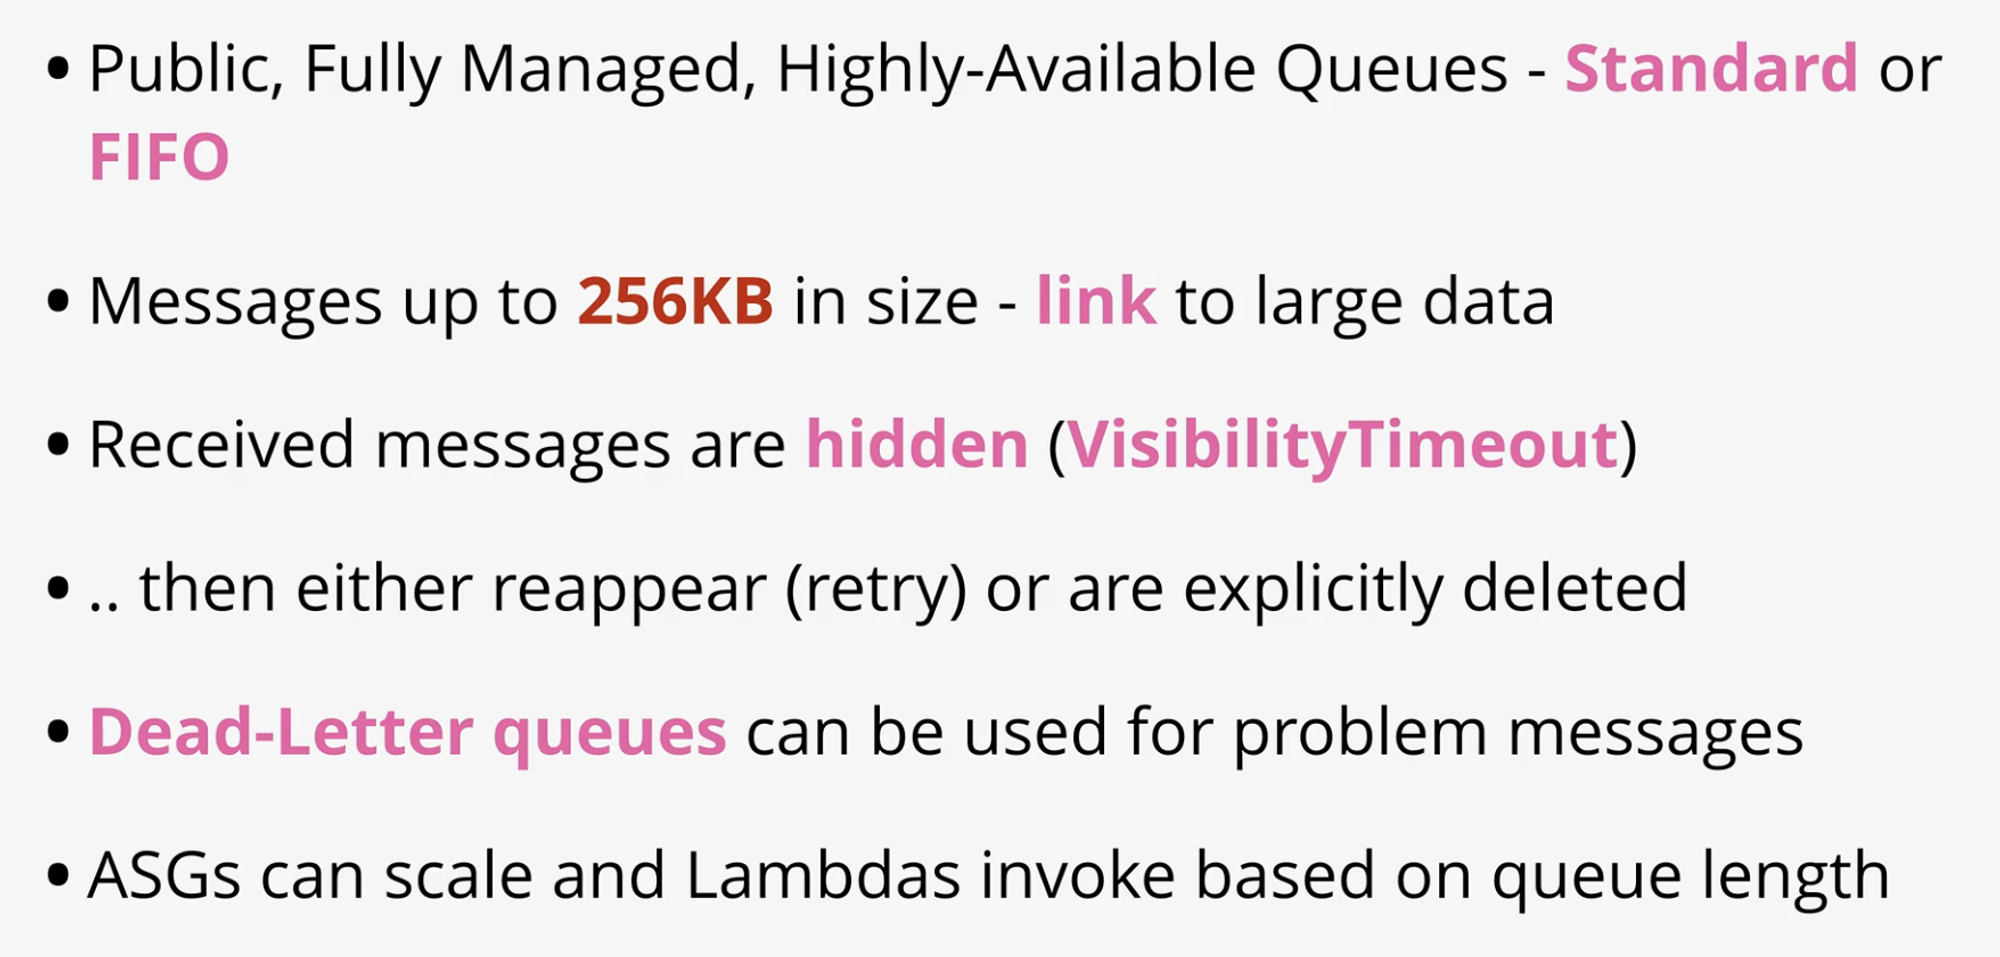 • Public, Fully Managed, Highly-Available Queues - Standard or
FIFO
• Messages up to 256KB in size - link to large data
• Received messages are hidden (VisibilityTimeout)
• .. then either reappear (retry) or are explicitly deleted
• Dead-Letter queues can be used for problem messages
• ASGs can scale and Lambdas invoke based on queue length